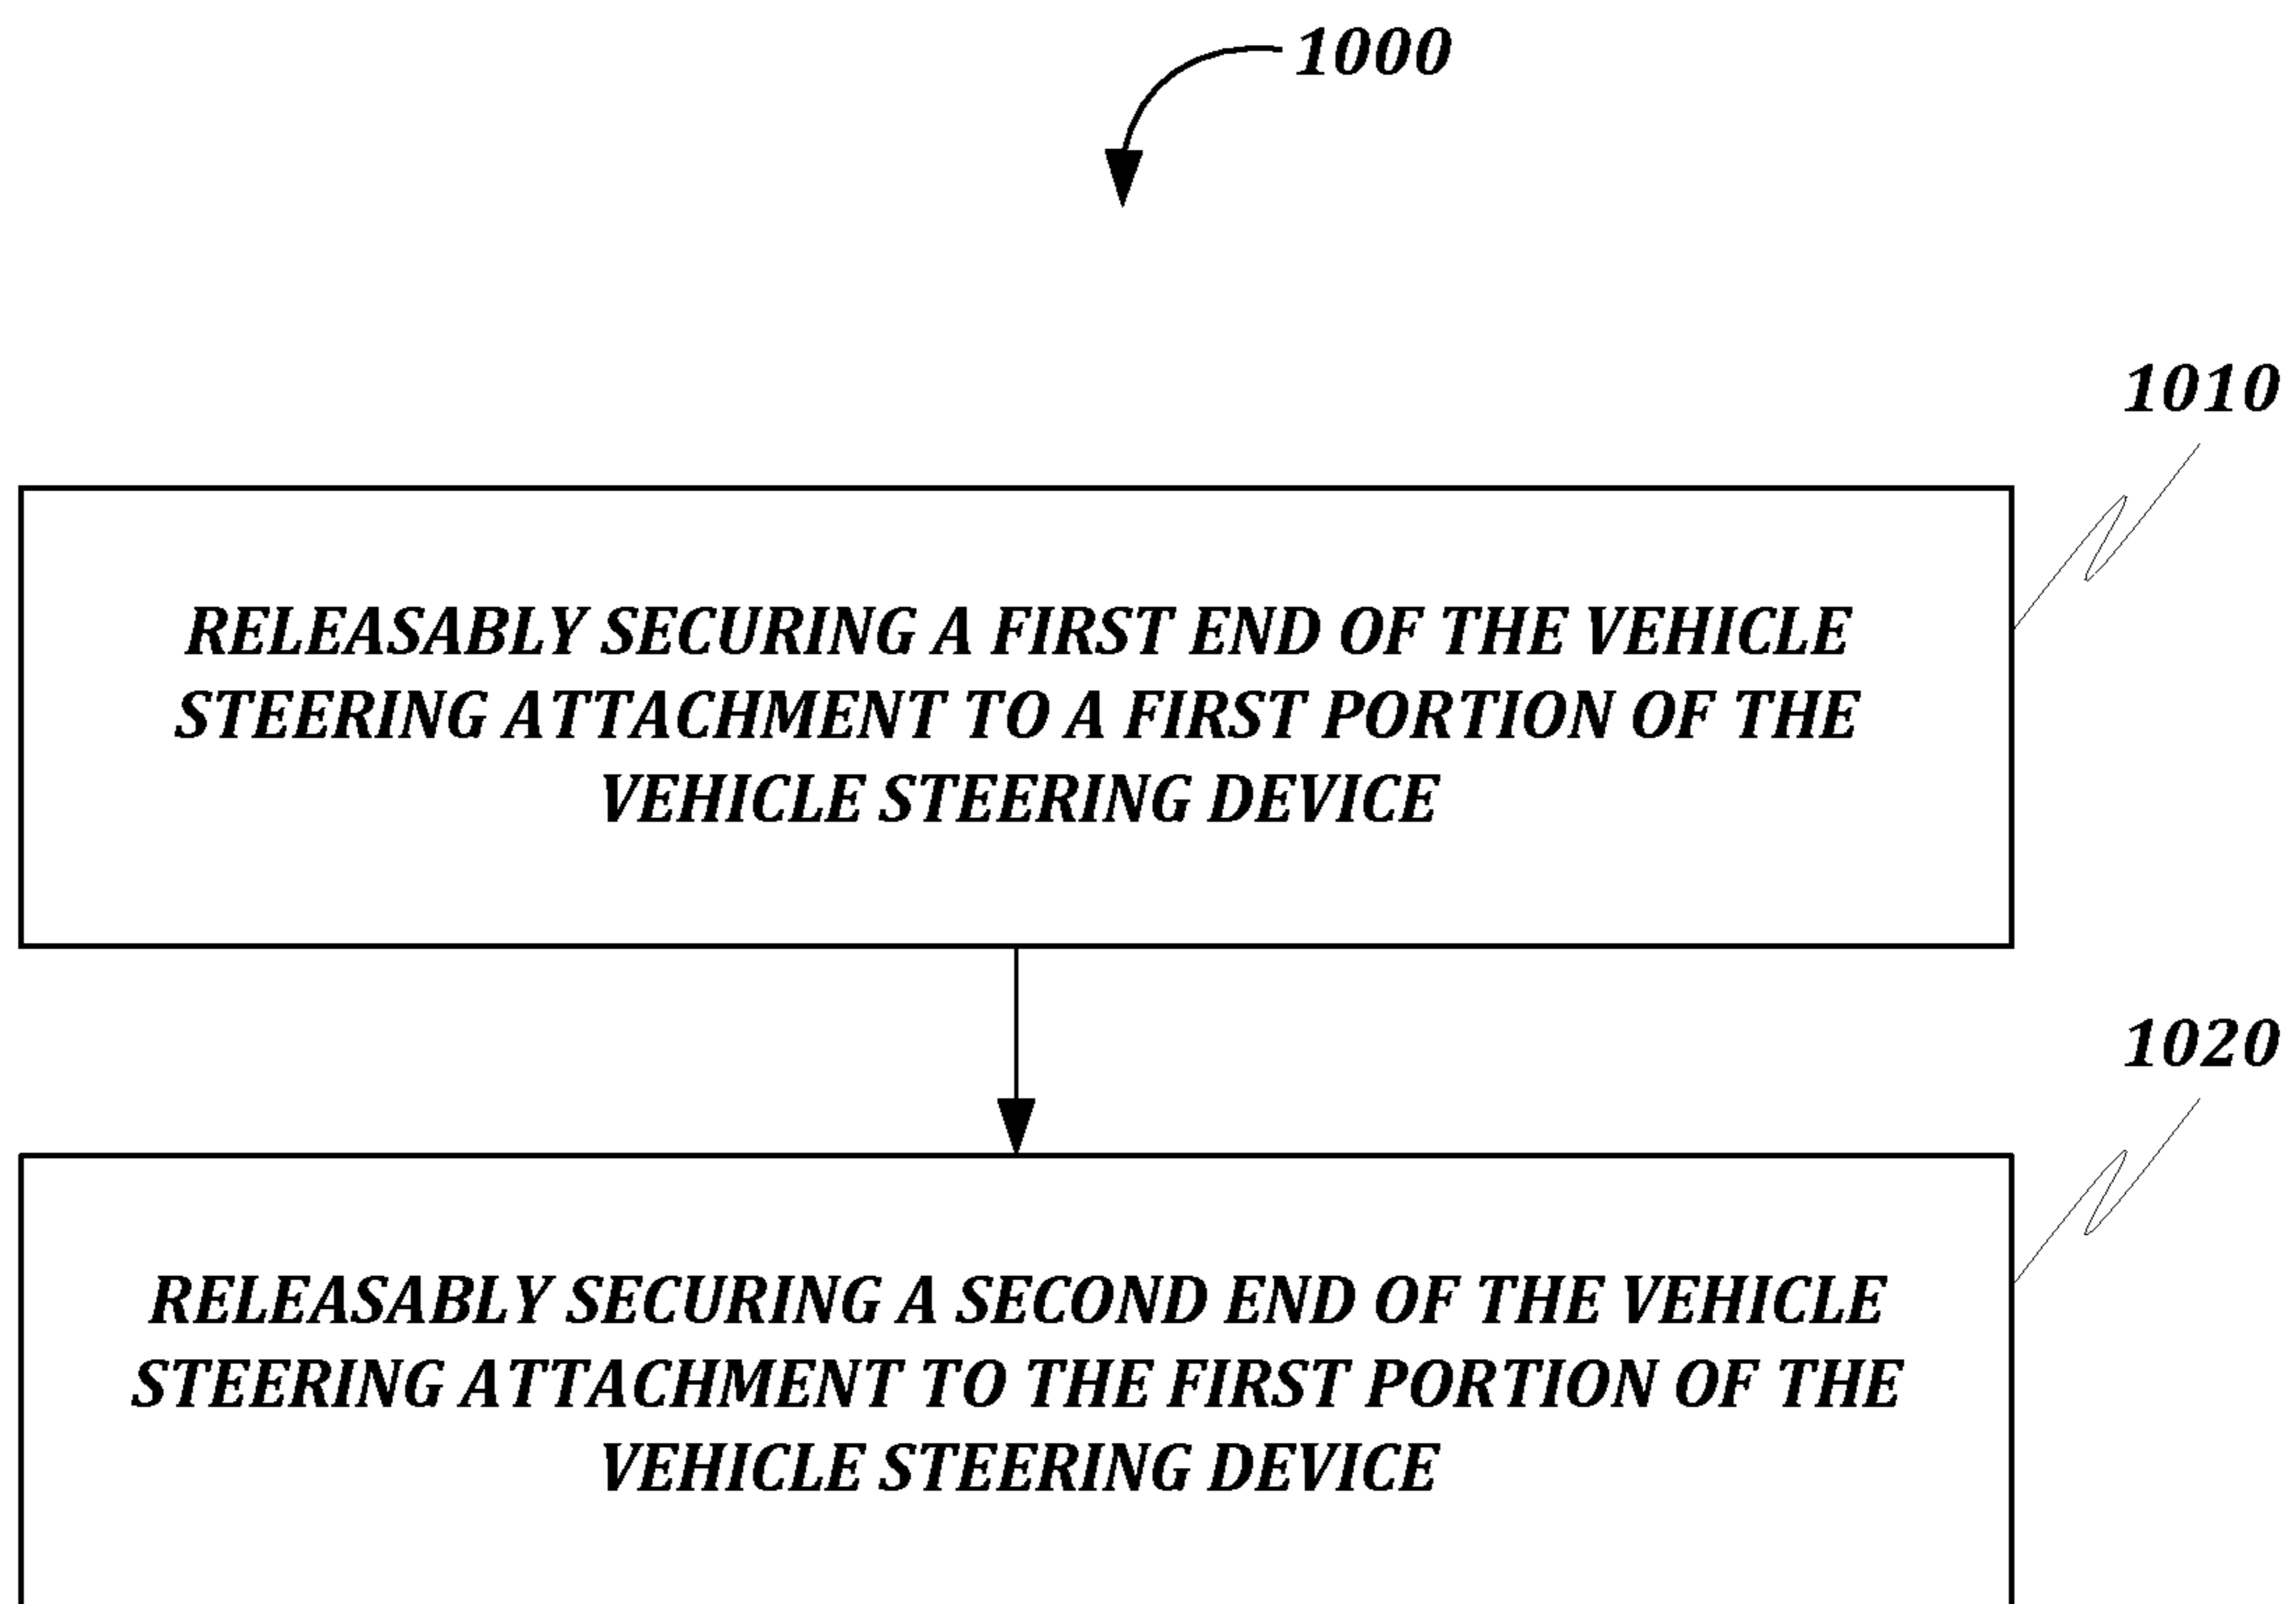 1000
1010
RELEASABLY SECURING A FIRST END OF THE VEHICLE
STEERING ATTACHMENT TO A FIRST PORTION OF THE
VEHICLE STEERING DEVICE
1020
RELEASABLY SECURING A SECOND END OF THE VEHICLE
STEERING ATTACHMENT TO THE FIRST PORTION OF THE
VEHICLE STEERING DEVICE